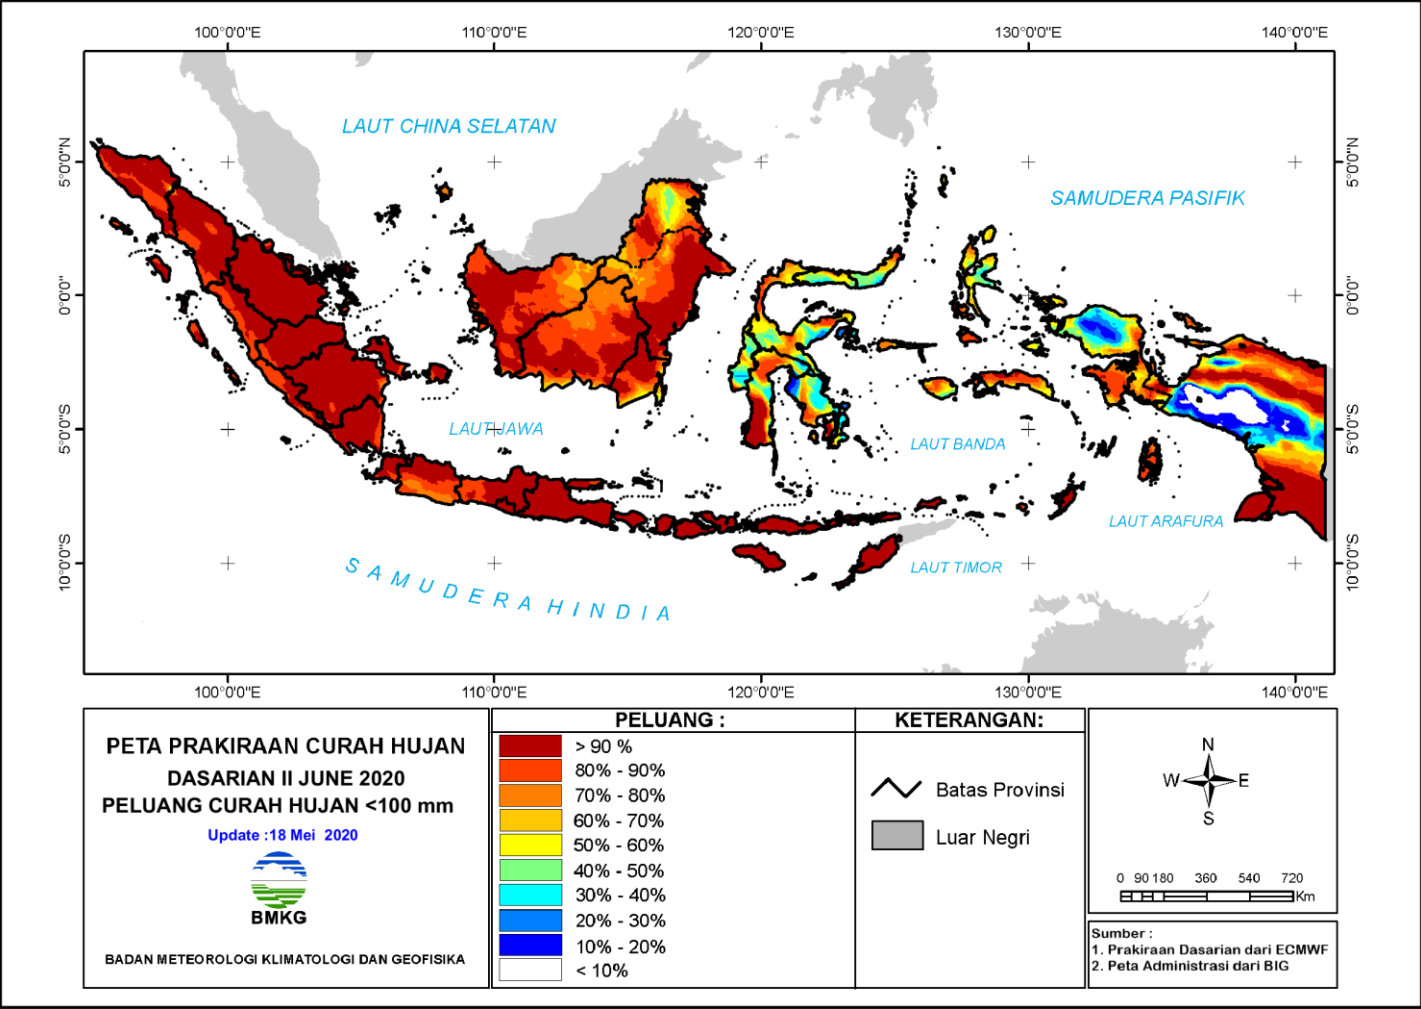 100°0'0"E 110°0'0"E 120°0'0"E 130°0'0"E 140°0'0"E
5°0'0"N 5°0'0"N
0°0'0" 0°0'0"
5°0'0"S 5°0'0"S
10°0'0"S 10°0'0"S
LAUT CHINA SELATAN
SAMUDERA PASIFIK
LAUT JAWA
LAUT BANDA
LAUT ARAFURA
LAUT TIMOR
SAMUDERA HINDIA
100°0'0"E 110°0'0"E 120°0'0"E 130°0'0"E 140°0'0"E
PETA PRAKIRAAN CURAH HUJAN
DASARIAN II JUNE 2020
PELUANG CURAH HUJAN <100 mm
Update :18 Mei 2020
BMKG
BADAN METEOROLOGI KLIMATOLOGI DAN GEOFISIKA
PELUANG :
> 90 %
80% - 90%
70% - 80%
60% - 70%
50% - 60%
40% - 50%
30% - 40%
20% - 30%
10% - 20%
< 10%
KETERANGAN:
Batas Provinsi
Luar Negri
N
W E
S
0 90 180 360 540 720
Km
Sumber :
1. Prakiraan Dasarian dari ECMWF
2. Peta Administrasi dari BIG